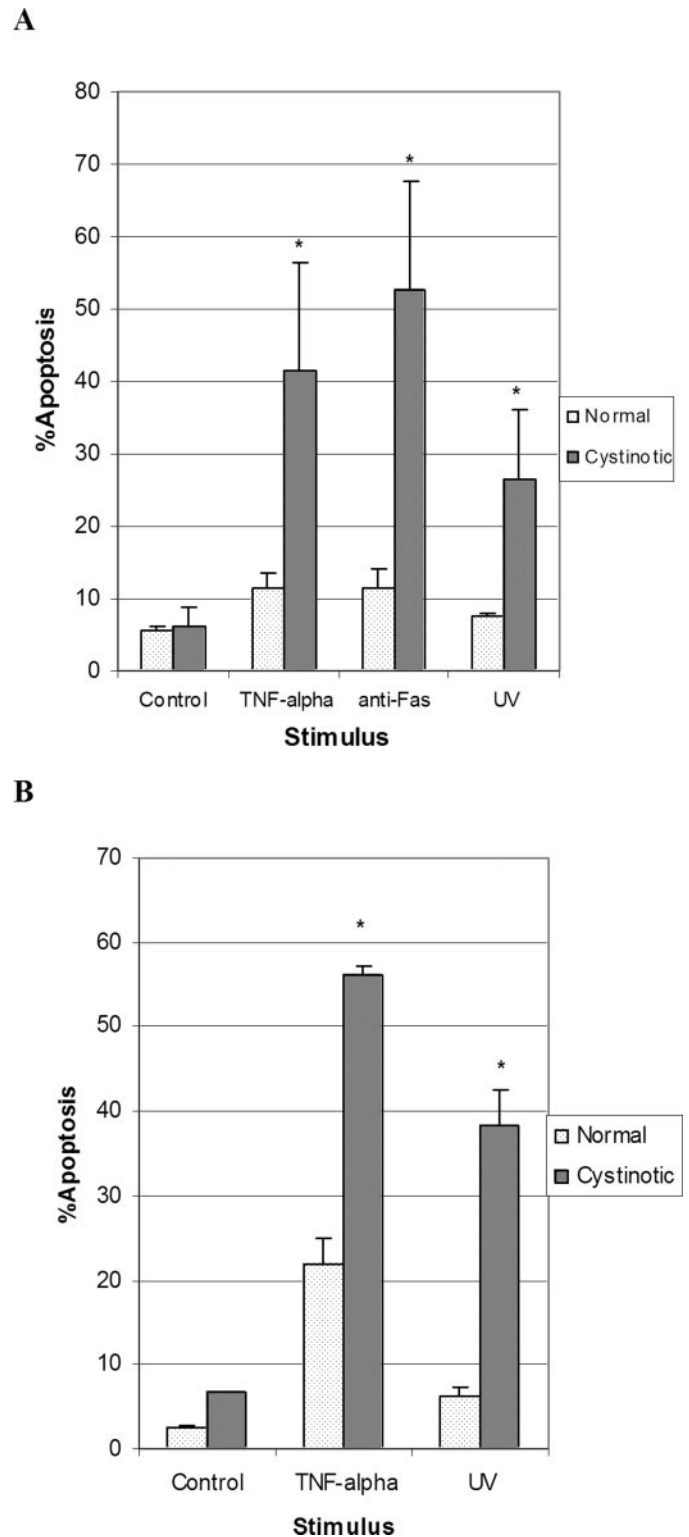 A
80
70
60
50
40
30
20
10
0
%Apoptosis
*
*
*
Normal
Cystinotic
Control TNF-alpha anti-Fas UV
Stimulus
B
70
60
50
40
30
20
10
0
%Apoptosis
*
*
Normal
Cystinotic
Control TNF-alpha UV
Stimulus